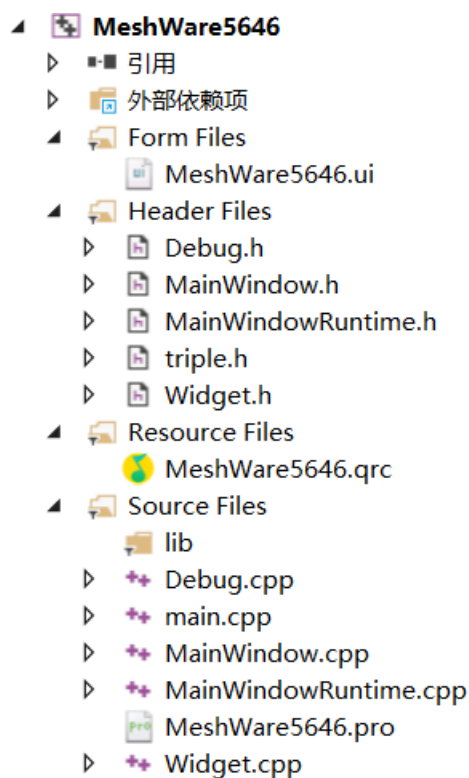 MeshWare5646
引用
外部依赖项
Form Files
MeshWare5646.ui
Header Files
Debug.h
MainWindow.h
MainWindowRuntime.h
triple.h
Widget.h
Resource Files
MeshWare5646.qrc
Source Files
lib
Debug.cpp
main.cpp
MainWindow.cpp
MainWindowRuntime.cpp
MeshWare5646.pro
Widget.cpp